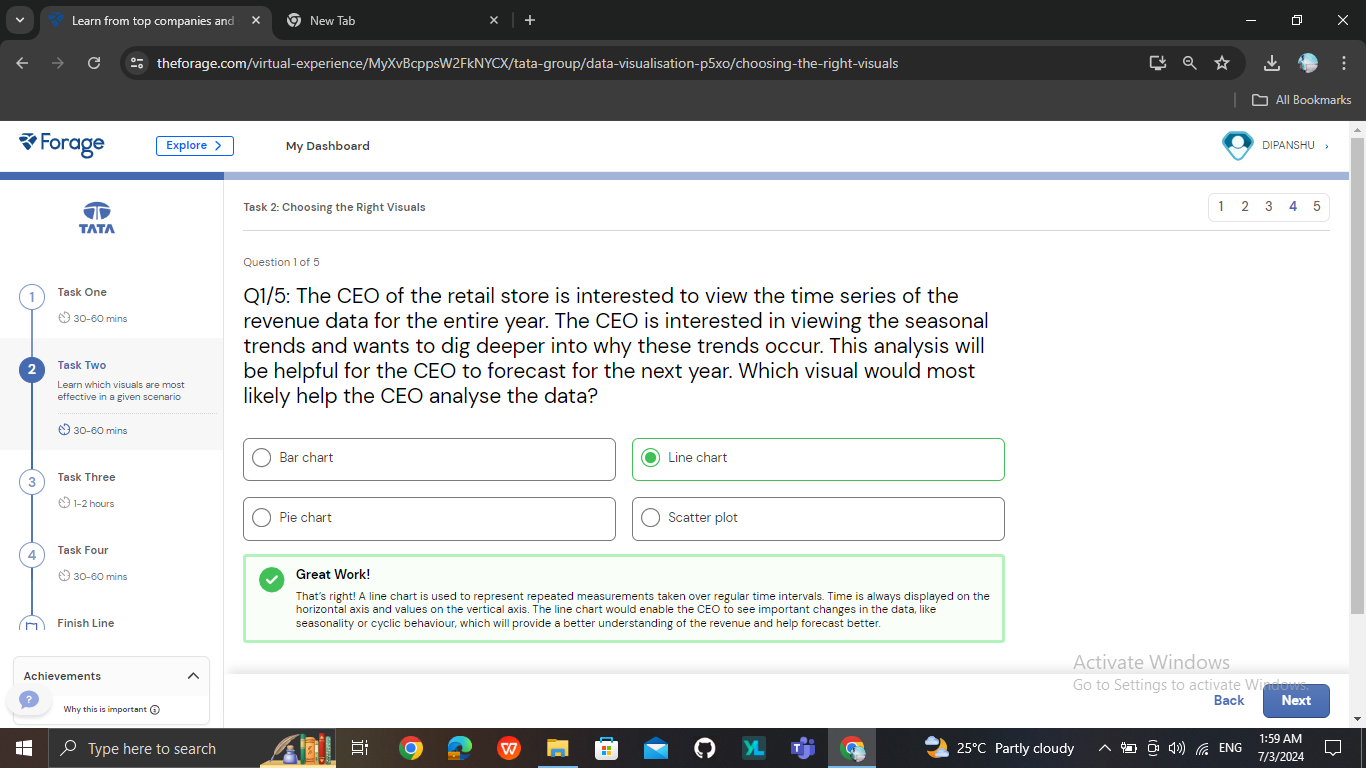 Learn from top companies and
New Tab
theforage.com/virtual-experience/MyXvBcppsW2FkNYCX/tata-group/data-visualisation-p5xo/choosing-the-right-visuals
All Bookmarks
Forage
Explore
My Dashboard
DIPANSHU
TATA
Task 2: Choosing the Right Visuals
1 2 3 4 5
1
Task One
30-60 mins
2
Task Two
Learn which visuals are most
effective in a given scenario
30-60 mins
3
Task Three
1-2 hours
4
Task Four
30-60 mins
Finish Line
Achievements
?
Why this is important
Question 1 of 5
Q1/5: The CEO of the retail store is interested to view the time series of the
revenue data for the entire year. The CEO is interested in viewing the seasonal
trends and wants to dig deeper into why these trends occur. This analysis will
be helpful for the CEO to forecast for the next year. Which visual would most
likely help the CEO analyse the data?
Bar chart
Line chart
Pie chart
Scatter plot
Great Work!
That's right! A line chart is used to represent repeated measurements taken over regular time intervals. Time is always displayed on the
horizontal axis and values on the vertical axis. The line chart would enable the CEO to see important changes in the data, like
seasonality or cyclic behaviour, which will provide a better understanding of the revenue and help forecast better.
Activate Windows
Go to Settings to activate Windows.
Back
Next
Type here to search
W
YL
25°C Partly cloudy
ENG
1:59 AM
7/3/2024